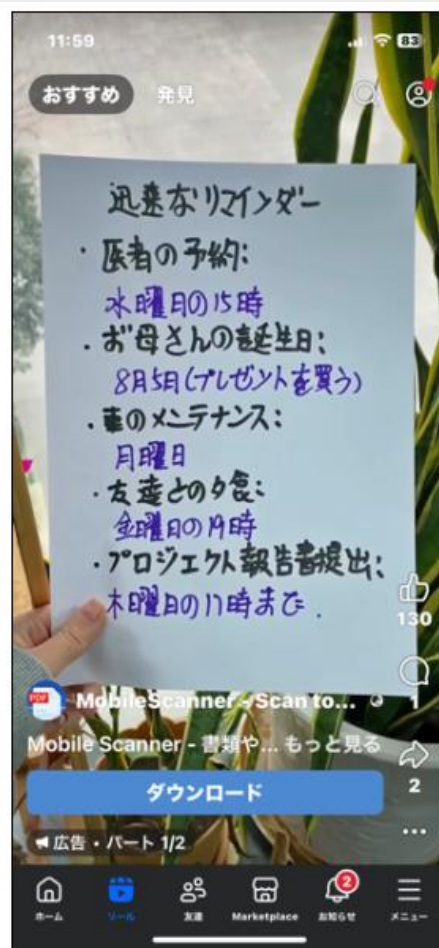 11:59
83
おすすめ 発見
迅速なリマインダー
・医者の予約:
水曜日の15時
・お母さんの誕生日:
8月5日(プレゼントを買う)
・車のメンテナンス:
月曜日
・友達との夕食:
金曜日の19時
・プロジェクト報告書提出:
木曜日の11時まで.
130
PDF
MobileScanner - Scan to...
1
Mobile Scanner - 書類や... もっと見る
2
ダウンロード
広告・パート 1/2
2
ホーム リール 友達 Marketplace お知らせ メニュー